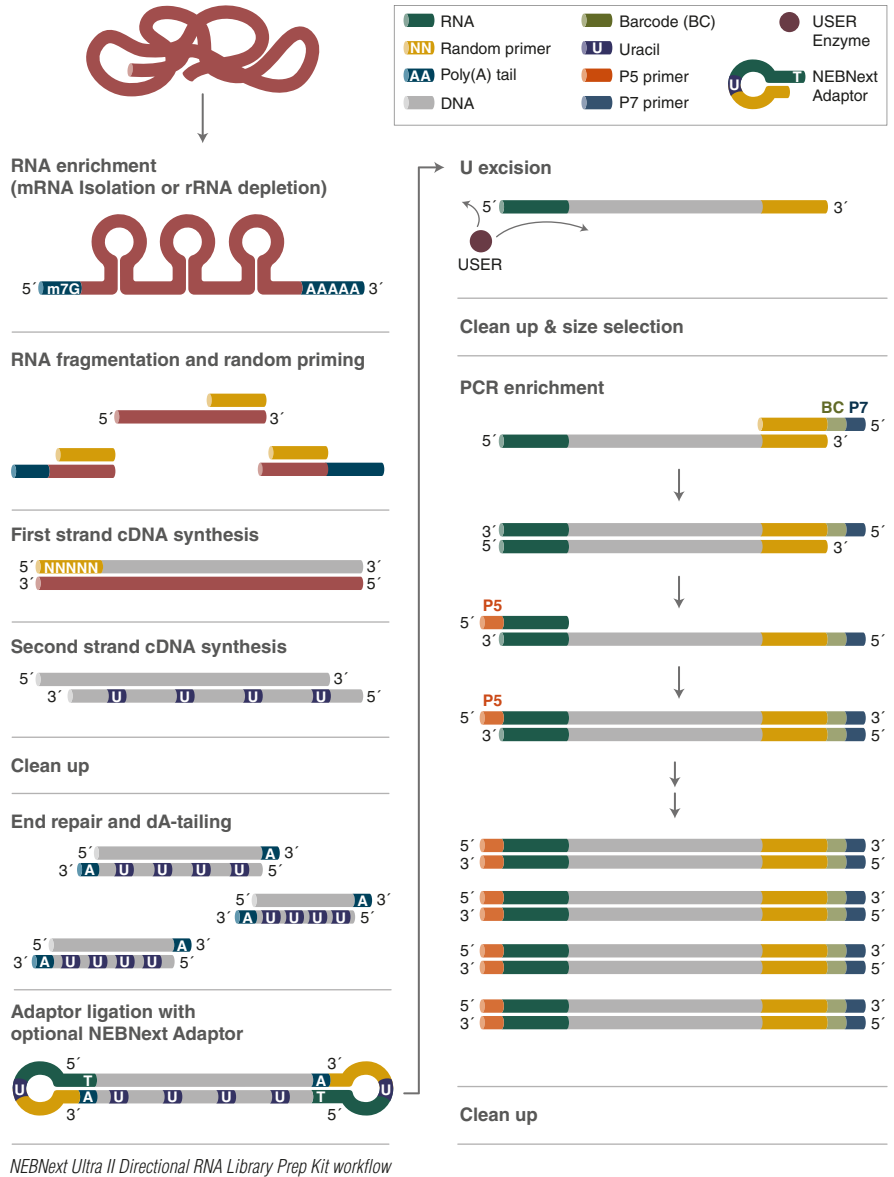 RNA
NN Random primer
AA Poly(A) tail
DNA
Barcode (BC)
U Uracil
P5 primer
P7 primer
USER
Enzyme
U T NEBNext
Adaptor
RNA enrichment
(mRNA Isolation or rRNA depletion)
5´ m7G AAAAA 3´
RNA fragmentation and random priming
5´ 3´
First strand cDNA synthesis
5´ NNNNN 3´
3´ 5´
Second strand cDNA synthesis
5´ 3´
3´ U U U U 5´
Clean up
End repair and dA-tailing
5´ A 3´
3´ A U U U U 5´
5´ A 3´
3´ A U U U U 5´
5´ A 3´
3´ A U U U U 5´
Adaptor ligation with
optional NEBNext Adaptor
5´ 3´
T A
U U
A U U U U T
3´ 5´
NEBNext Ultra II Directional RNA Library Prep Kit workflow
U excision
5´ 3´
USER
Clean up & size selection
PCR enrichment
BC P7
5´
5´ 3´
3´ 5´
5´ 3´
P5
5´
3´ 5´
P5
5´ 3´
3´ 5´
5´ 3´
3´ 5´
5´ 3´
3´ 5´
5´ 3´
3´ 5´
5´ 3´
3´ 5´
Clean up